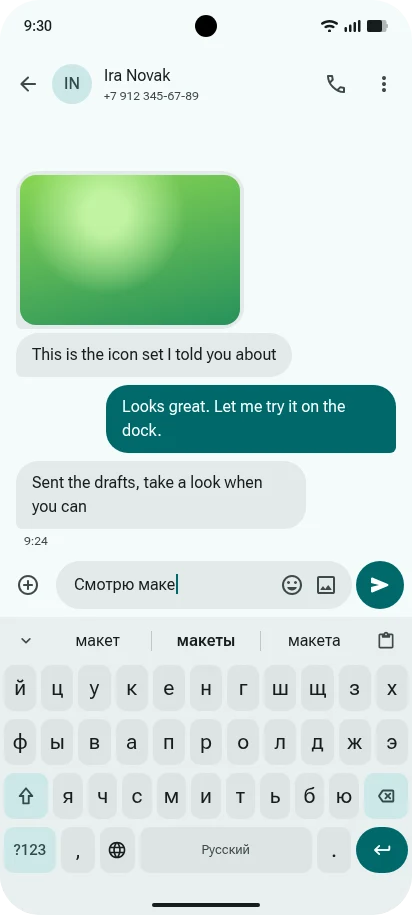 9:30
IN
Ira Novak
+7 912 345-67-89
This is the icon set I told you about
Looks great. Let me try it on the
dock.
Sent the drafts, take a look when
you can
9:24
Смотрю маке
макет макеты макета
й ц у к е н г ш щ з х
ф ы в а п р о л д ж э
я ч с м и т ь б ю
?123 , Русский .